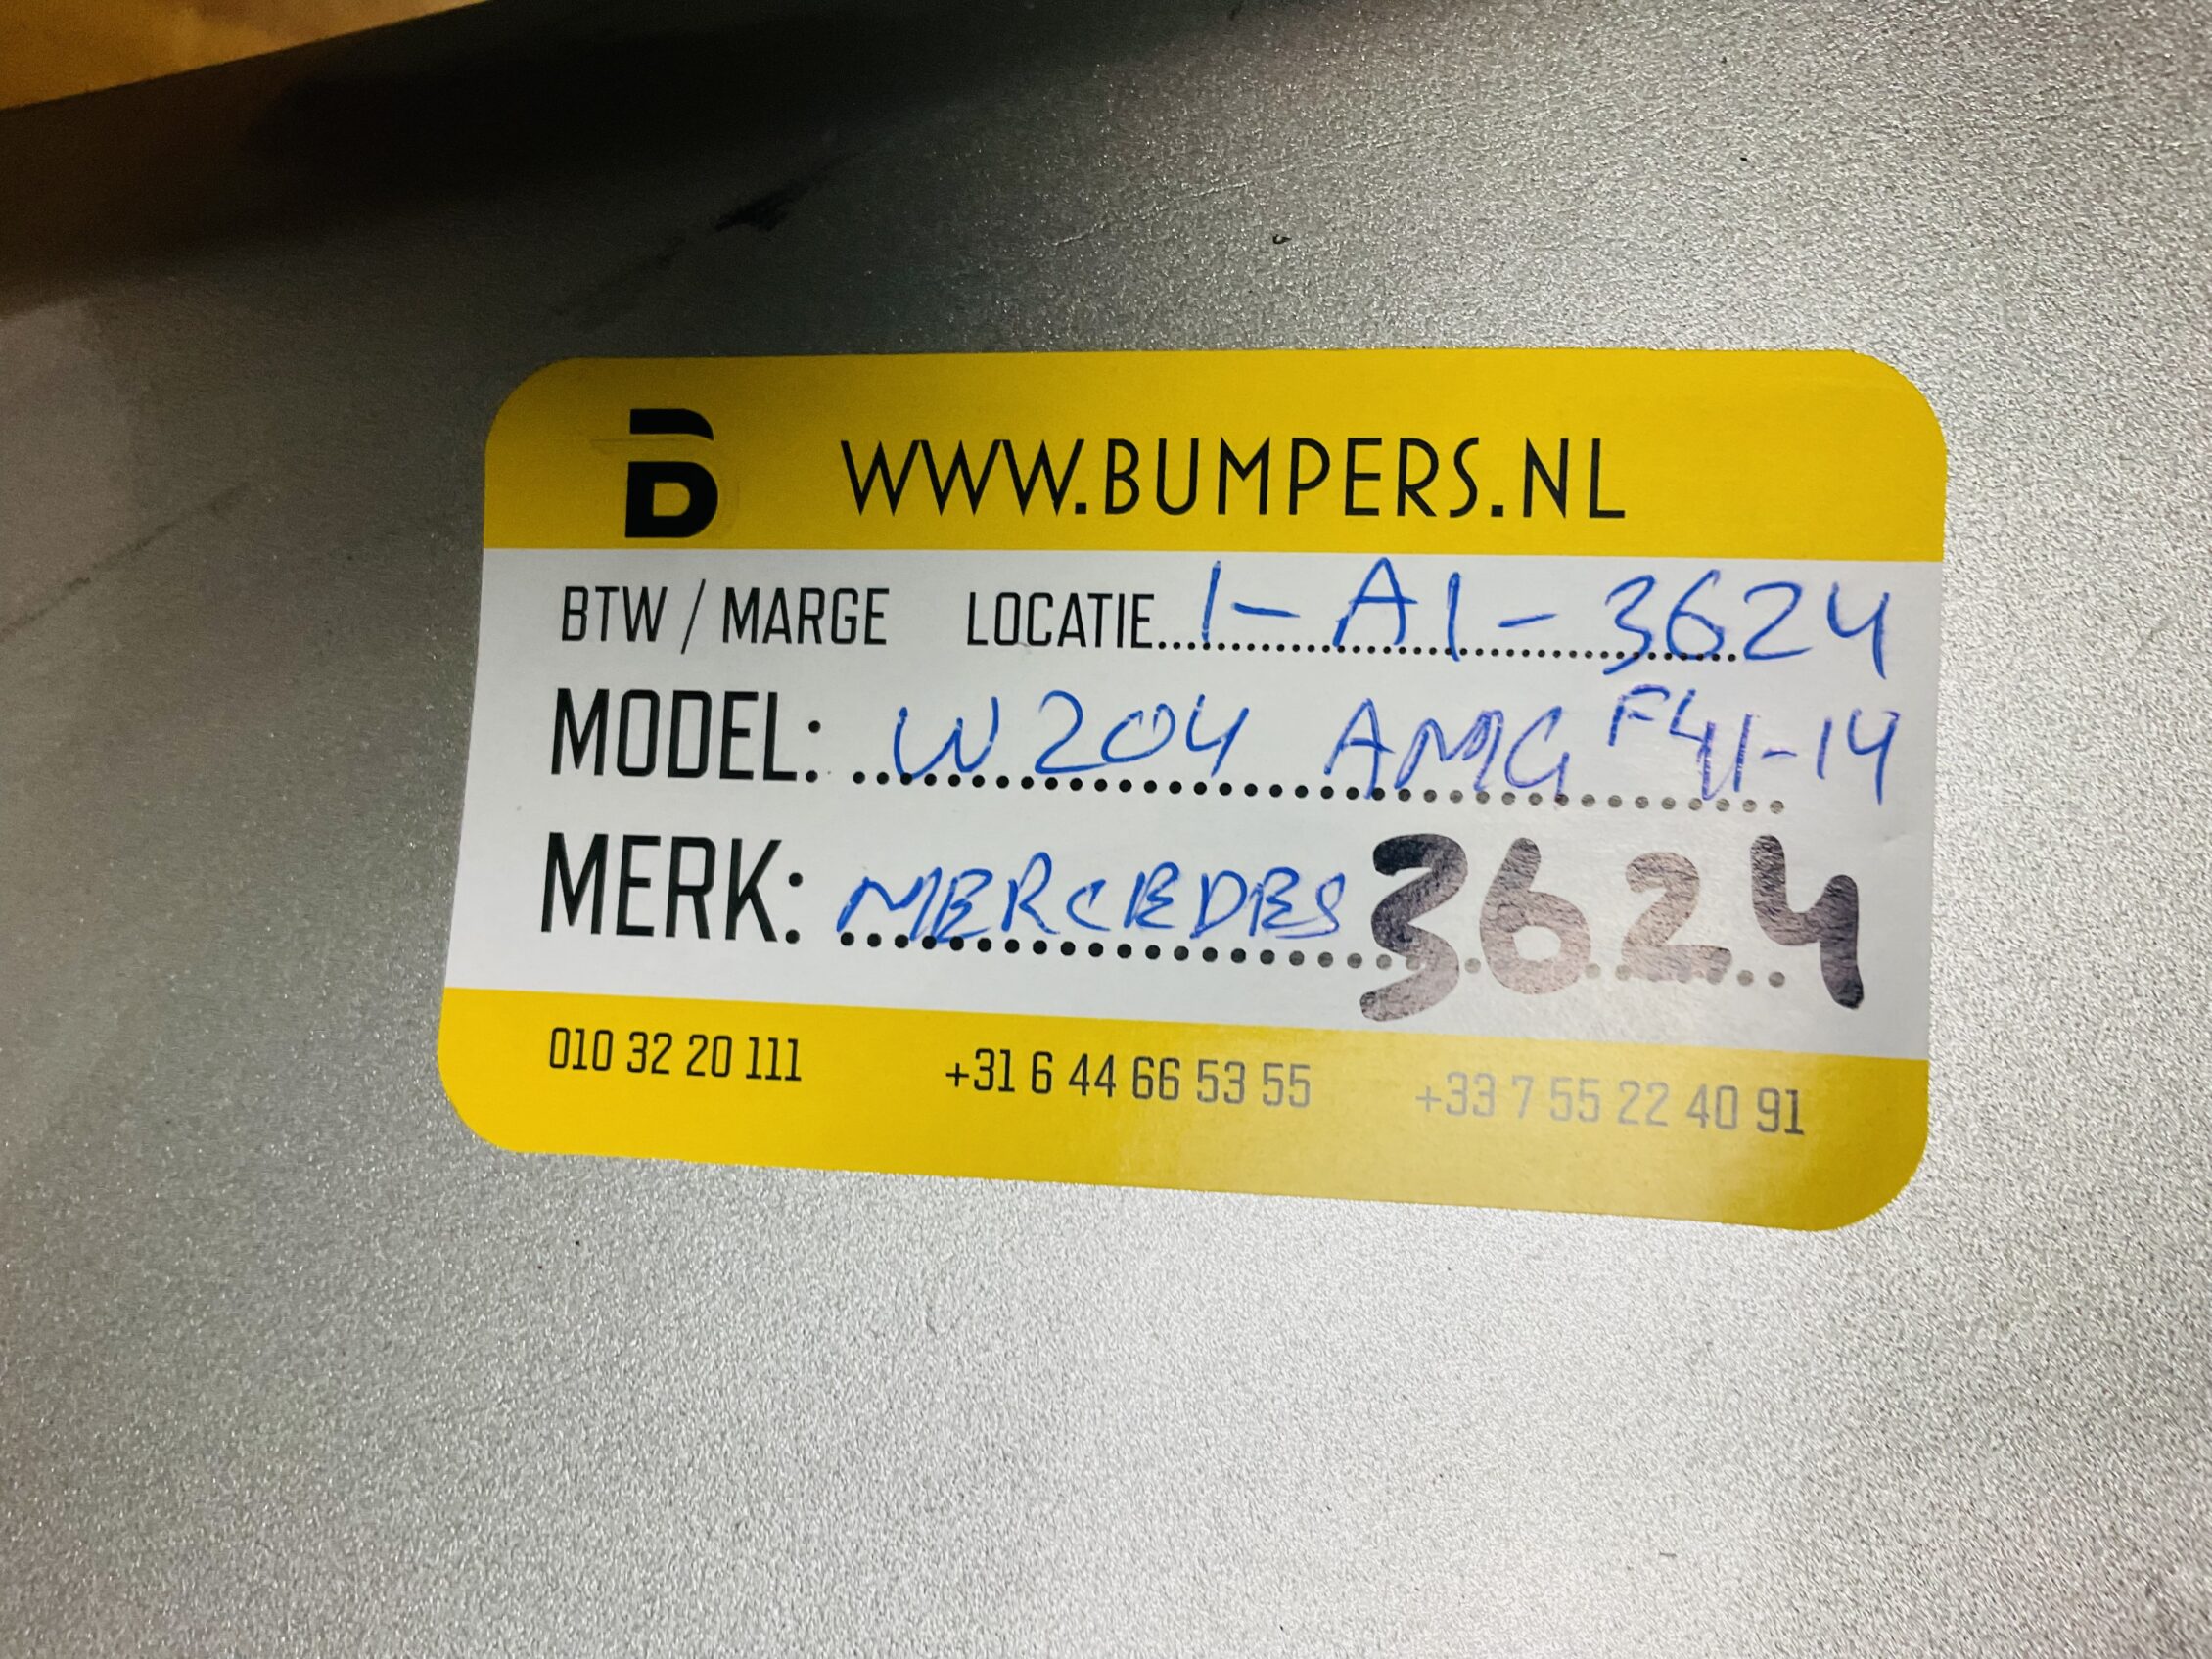 B WWW.BUMPERS.NL
BTW / MARGE LOCATIE 1-A1-3624
MODEL: W204 AMG FL 11-14
MERK: MERCEDES 3624
010 32 20 111 +31 6 44 66 53 55 +33 7 55 22 40 91